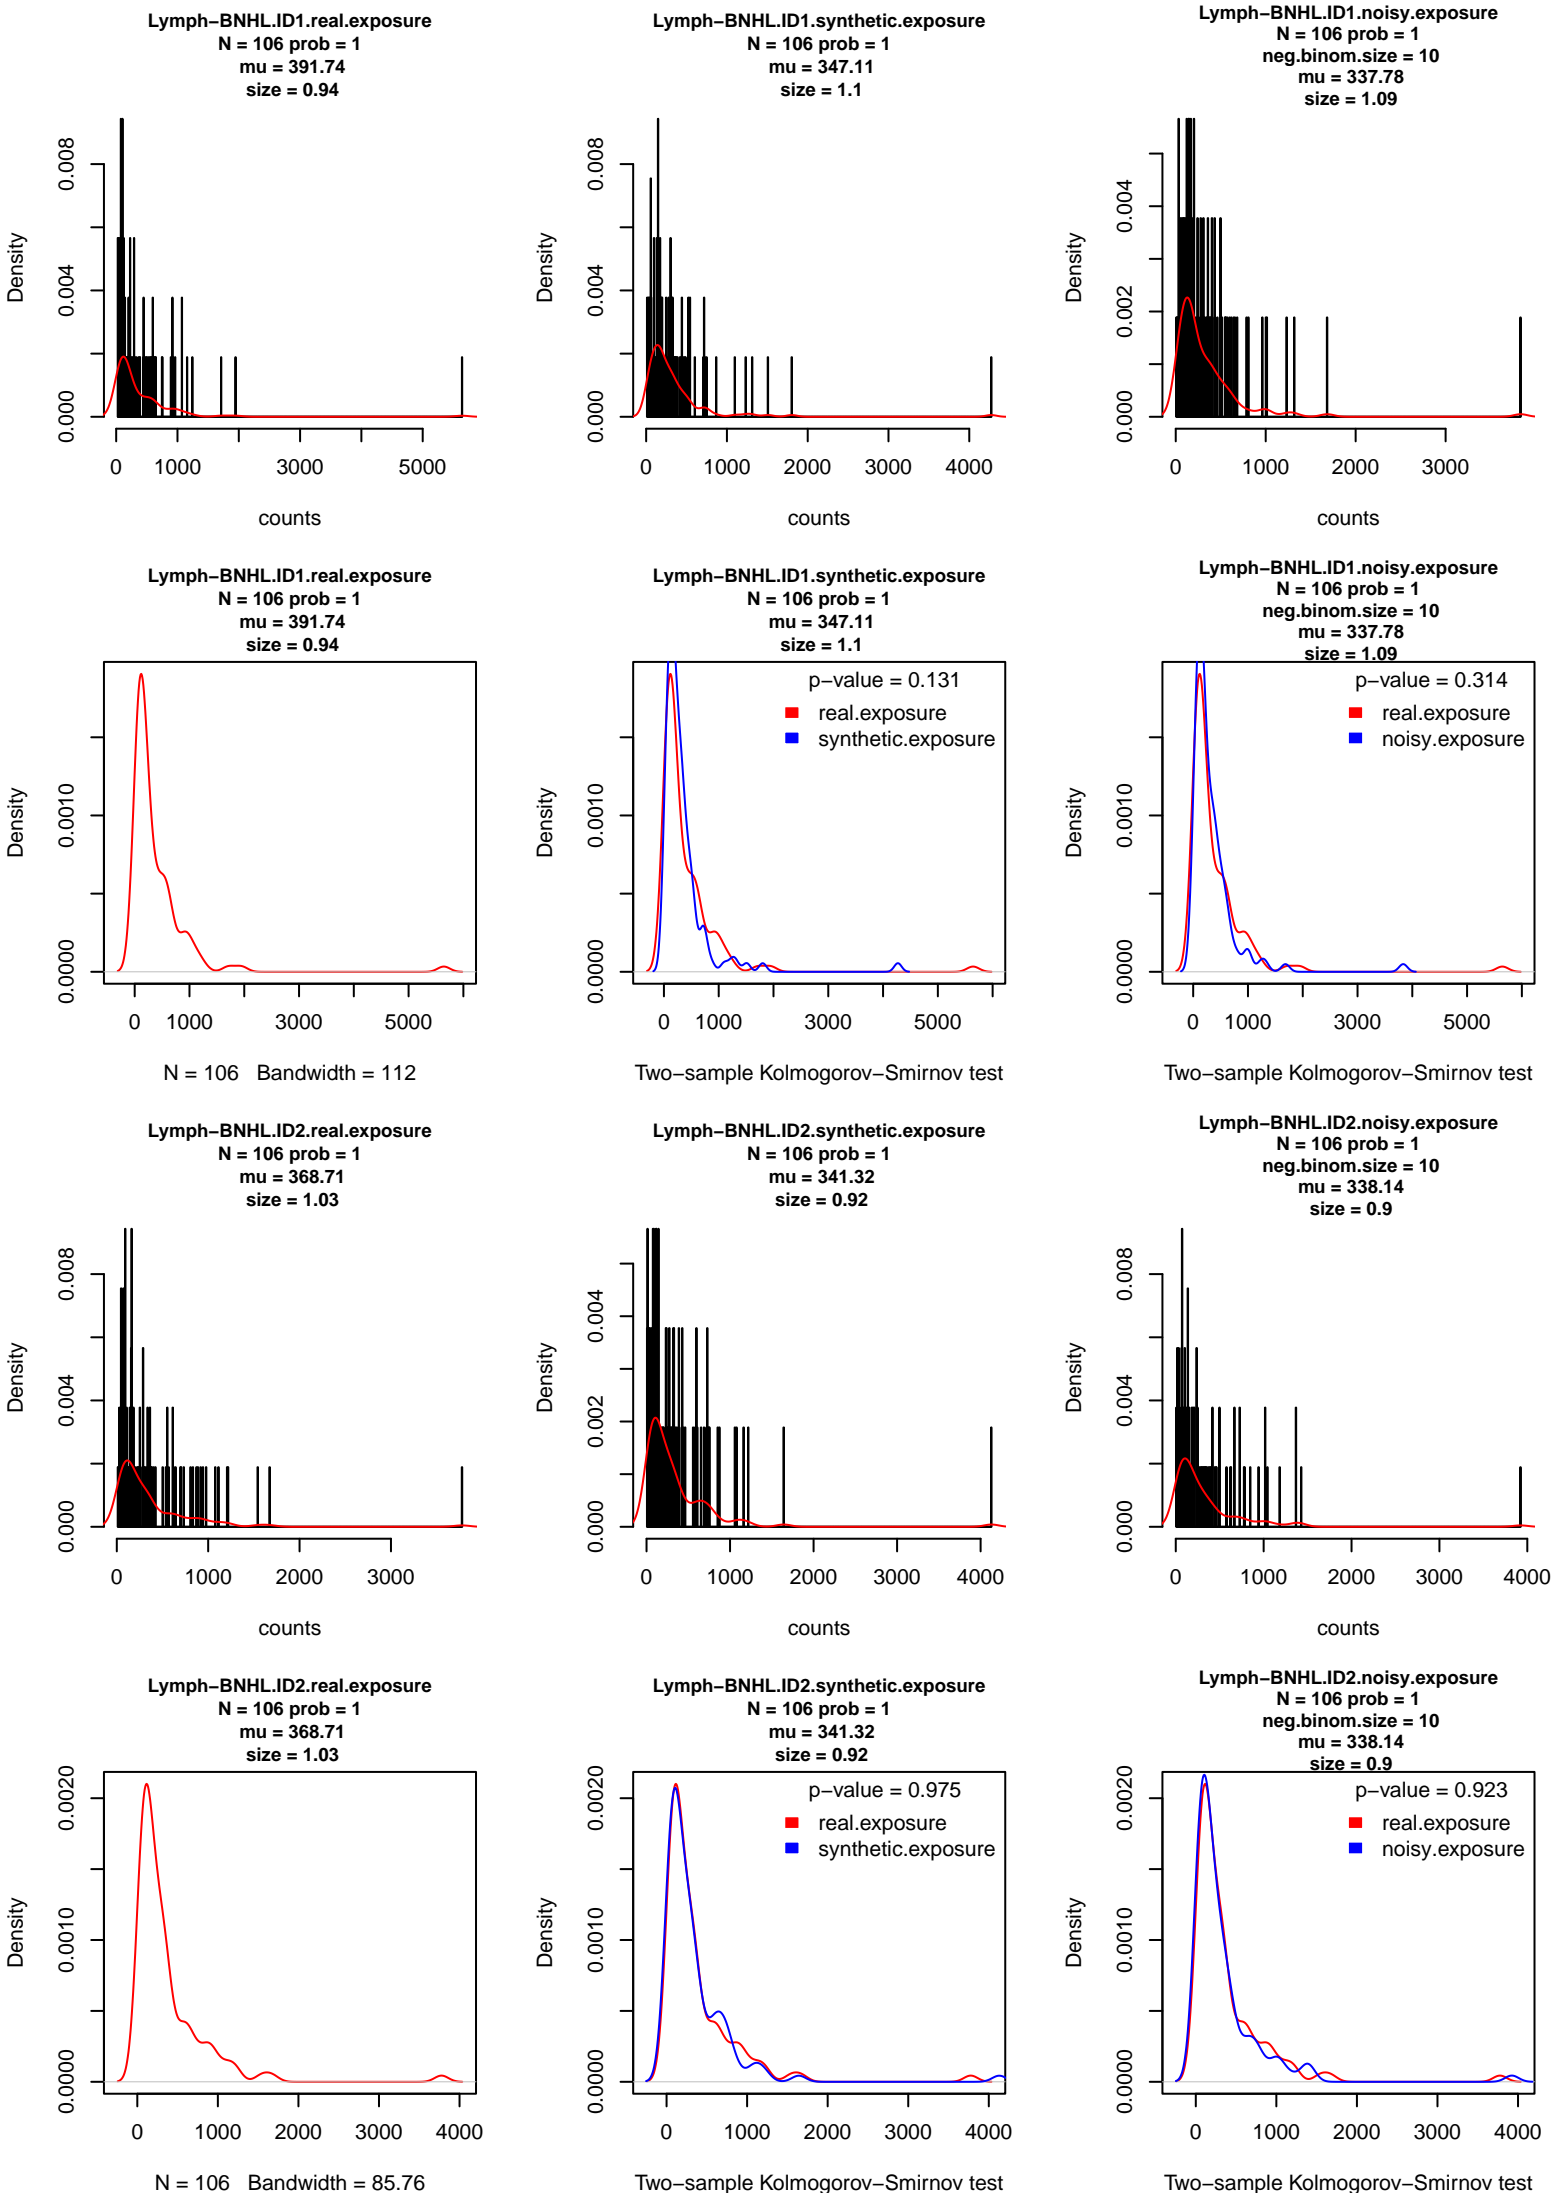 Lymph−BNHL.ID1.real.exposure
N = 106 prob = 1
mu = 391.74
size = 0.94
Density
0.000
0.004
0.008
0
1000
3000
5000
counts
Lymph−BNHL.ID1.synthetic.exposure
N = 106 prob = 1
mu = 347.11
size = 1.1
Density
0.000
0.004
0.008
0
1000
2000
3000
4000
counts
Lymph−BNHL.ID1.noisy.exposure
N = 106 prob = 1
neg.binom.size = 10
mu = 337.78
size = 1.09
Density
0.000
0.002
0.004
0
1000
2000
3000
counts
Lymph−BNHL.ID1.real.exposure
N = 106 prob = 1
mu = 391.74
size = 0.94
Density
0.0000
0.0010
0
1000
3000
5000
N = 106   Bandwidth = 112
Lymph−BNHL.ID1.synthetic.exposure
N = 106 prob = 1
mu = 347.11
size = 1.1
p−value = 0.131
real.exposure
synthetic.exposure
Density
0.0000
0.0010
0
1000
3000
5000
Two−sample Kolmogorov−Smirnov test
Lymph−BNHL.ID1.noisy.exposure
N = 106 prob = 1
neg.binom.size = 10
mu = 337.78
size = 1.09
p−value = 0.314
real.exposure
noisy.exposure
Density
0.0000
0.0010
0
1000
3000
5000
Two−sample Kolmogorov−Smirnov test
Lymph−BNHL.ID2.real.exposure
N = 106 prob = 1
mu = 368.71
size = 1.03
Density
0.000
0.004
0.008
0
1000
2000
3000
counts
Lymph−BNHL.ID2.synthetic.exposure
N = 106 prob = 1
mu = 341.32
size = 0.92
Density
0.000
0.002
0.004
0
1000
2000
3000
4000
counts
Lymph−BNHL.ID2.noisy.exposure
N = 106 prob = 1
neg.binom.size = 10
mu = 338.14
size = 0.9
Density
0.000
0.004
0.008
0
1000
2000
3000
4000
counts
Lymph−BNHL.ID2.real.exposure
N = 106 prob = 1
mu = 368.71
size = 1.03
Density
0.0000
0.0010
0.0020
0
1000
2000
3000
4000
N = 106   Bandwidth = 85.76
Lymph−BNHL.ID2.synthetic.exposure
N = 106 prob = 1
mu = 341.32
size = 0.92
p−value = 0.975
real.exposure
synthetic.exposure
Density
0.0000
0.0010
0.0020
0
1000
2000
3000
4000
Two−sample Kolmogorov−Smirnov test
Lymph−BNHL.ID2.noisy.exposure
N = 106 prob = 1
neg.binom.size = 10
mu = 338.14
size = 0.9
p−value = 0.923
real.exposure
noisy.exposure
Density
0.0000
0.0010
0.0020
0
1000
2000
3000
4000
Two−sample Kolmogorov−Smirnov test